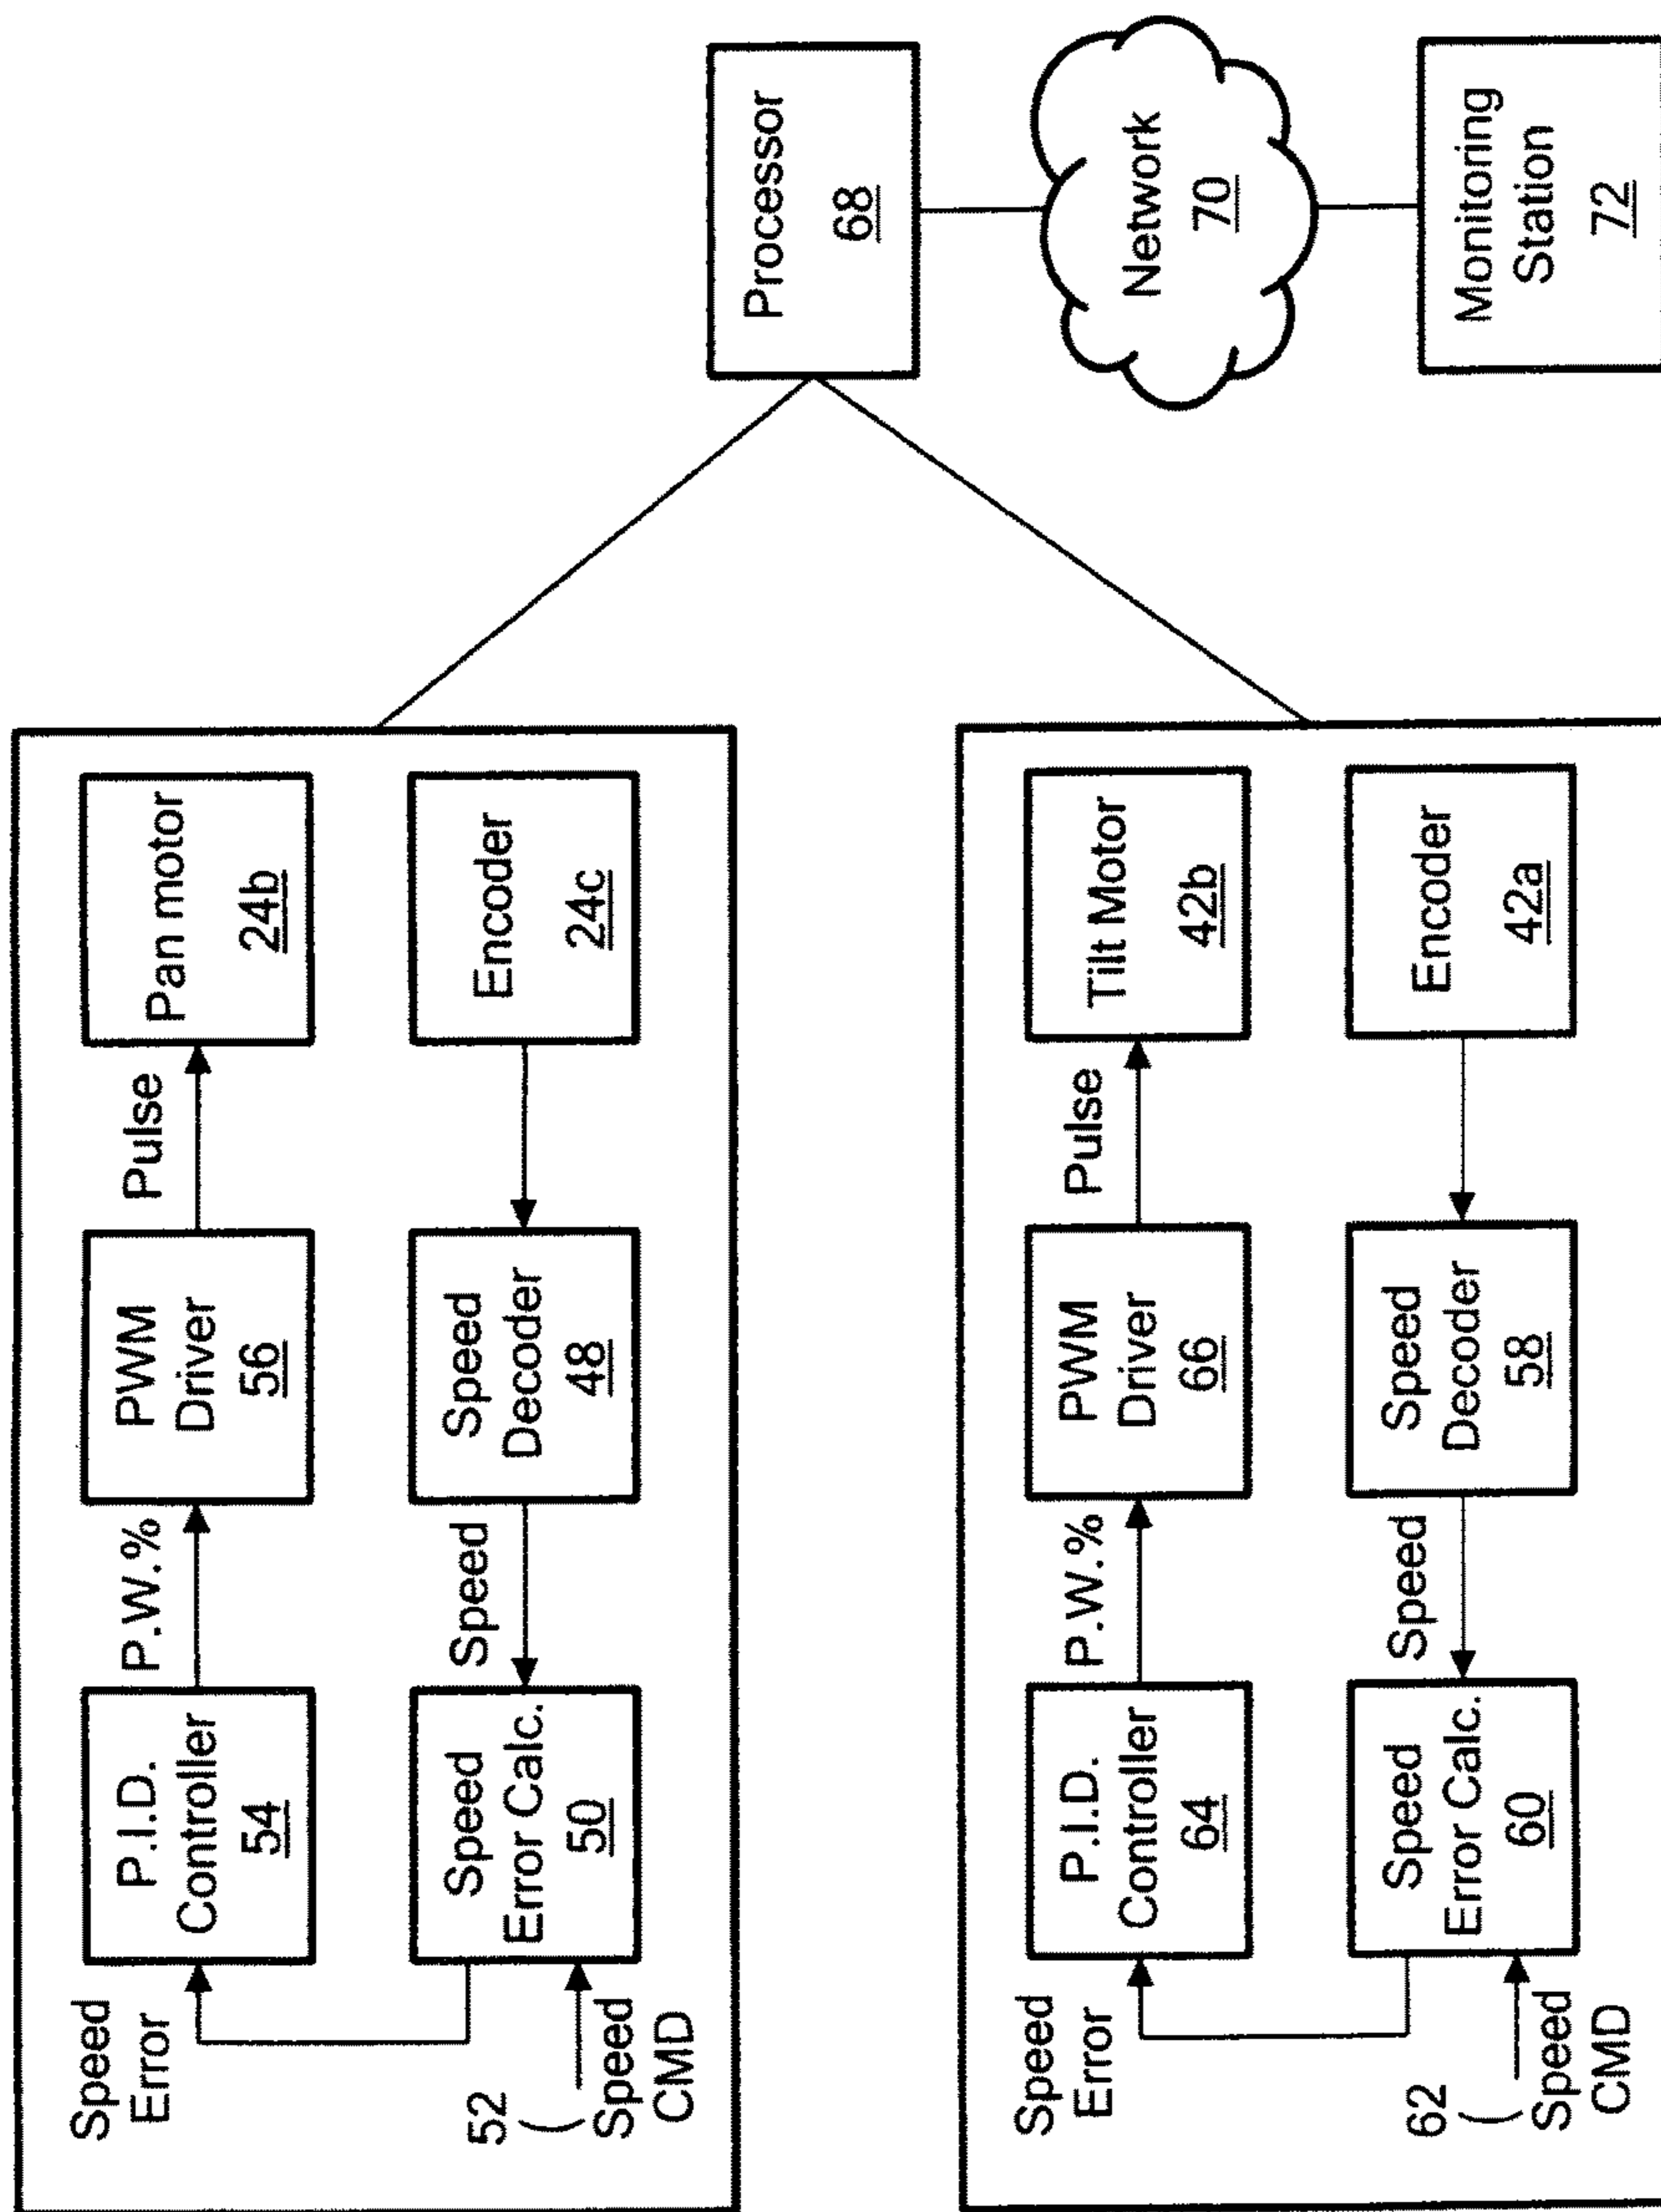 Speed
Error
P.I.D.
Controller
54
P.W.%
PWM
Driver
56
Pulse
Pan motor
24b
52
Speed
CMD
Speed
Error Calc.
50
Speed
Speed
Decoder
48
Encoder
24c
Speed
Error
P.I.D.
Controller
64
P.W.%
PWM
Driver
66
Pulse
Tilt Motor
42b
62
Speed
CMD
Speed
Error Calc.
60
Speed
Speed
Decoder
58
Encoder
42a
Processor
68
Network
70
Monitoring
Station
72